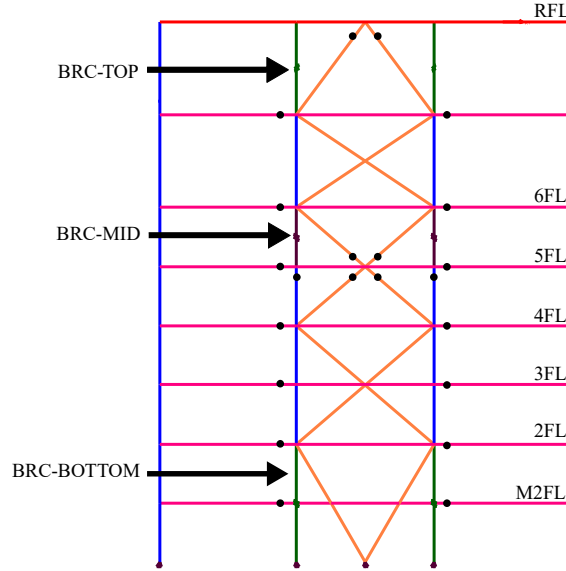 RFL
BRC-TOP
6FL
BRC-MID
5FL
4FL
3FL
2FL
BRC-BOTTOM
M2FL